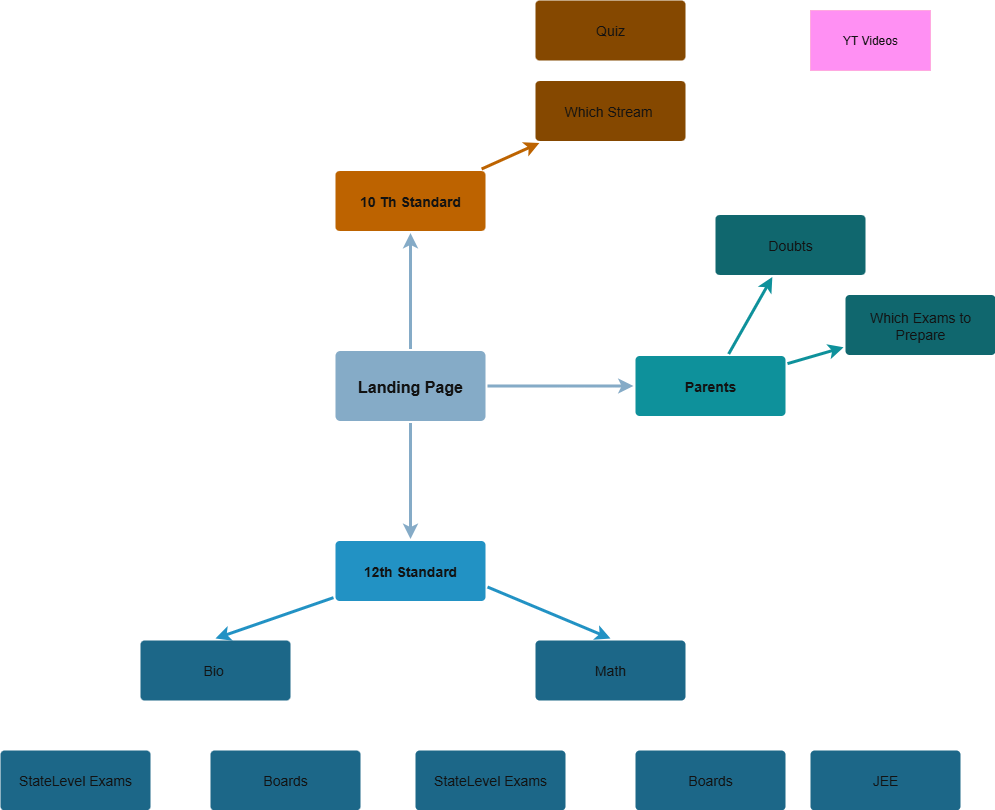 Quiz
YT Videos
Which Stream
10 Th Standard
Doubts
Which Exams to
Prepare
Landing Page
Parents
12th Standard
Bio
Math
StateLevel Exams
Boards
StateLevel Exams
Boards
JEE